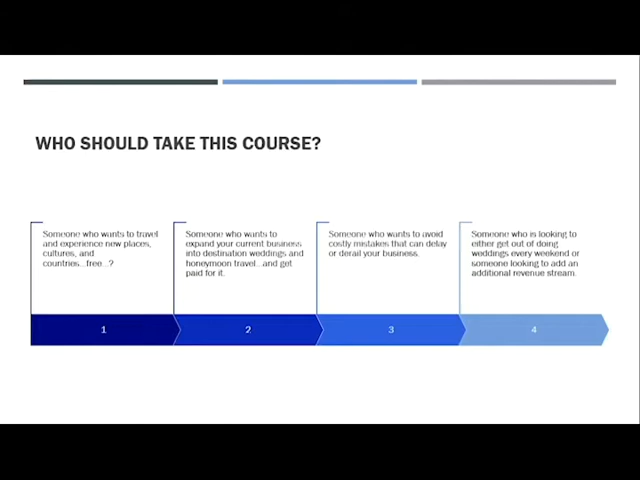 WHO SHOULD TAKE THIS COURSE?
Someone who wants to travel
and experience new places,
cultures, and
countries...free...?
Someone who wants to
expand your current business
into destination weddings and
honeymoon travel...and get
paid for it.
Someone who wants to avoid
costly mistakes that can delay
or derail your business.
Someone who is looking to
either get out of doing
weddings every weekend or
someone looking to add an
additional revenue stream.
1
2
3
4